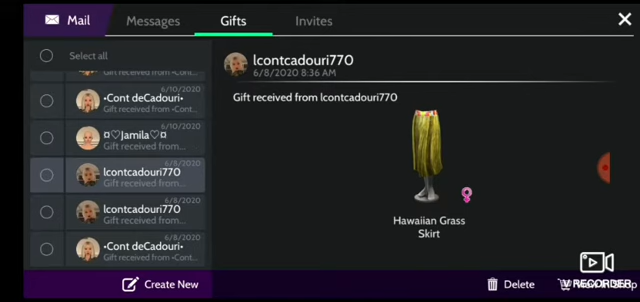 Mail
Messages
Gifts
Invites
Select all
Gift received from •Cont...
6/10/2020
•Cont DeCadouri•
Gift received from •Cont...
6/10/2020
¤♡Jamila♡¤
Gift received from...
6/8/2020
lcontcadouri770
Gift received from...
6/8/2020
lcontcadouri770
Gift received from...
6/8/2020
•Cont deCadouri•
Gift received from •Cont...
Create New
lcontcadouri770
6/8/2020 8:36 AM
Gift received from lcontcadouri770
Hawaiian Grass
Skirt
Delete
V RECORDER